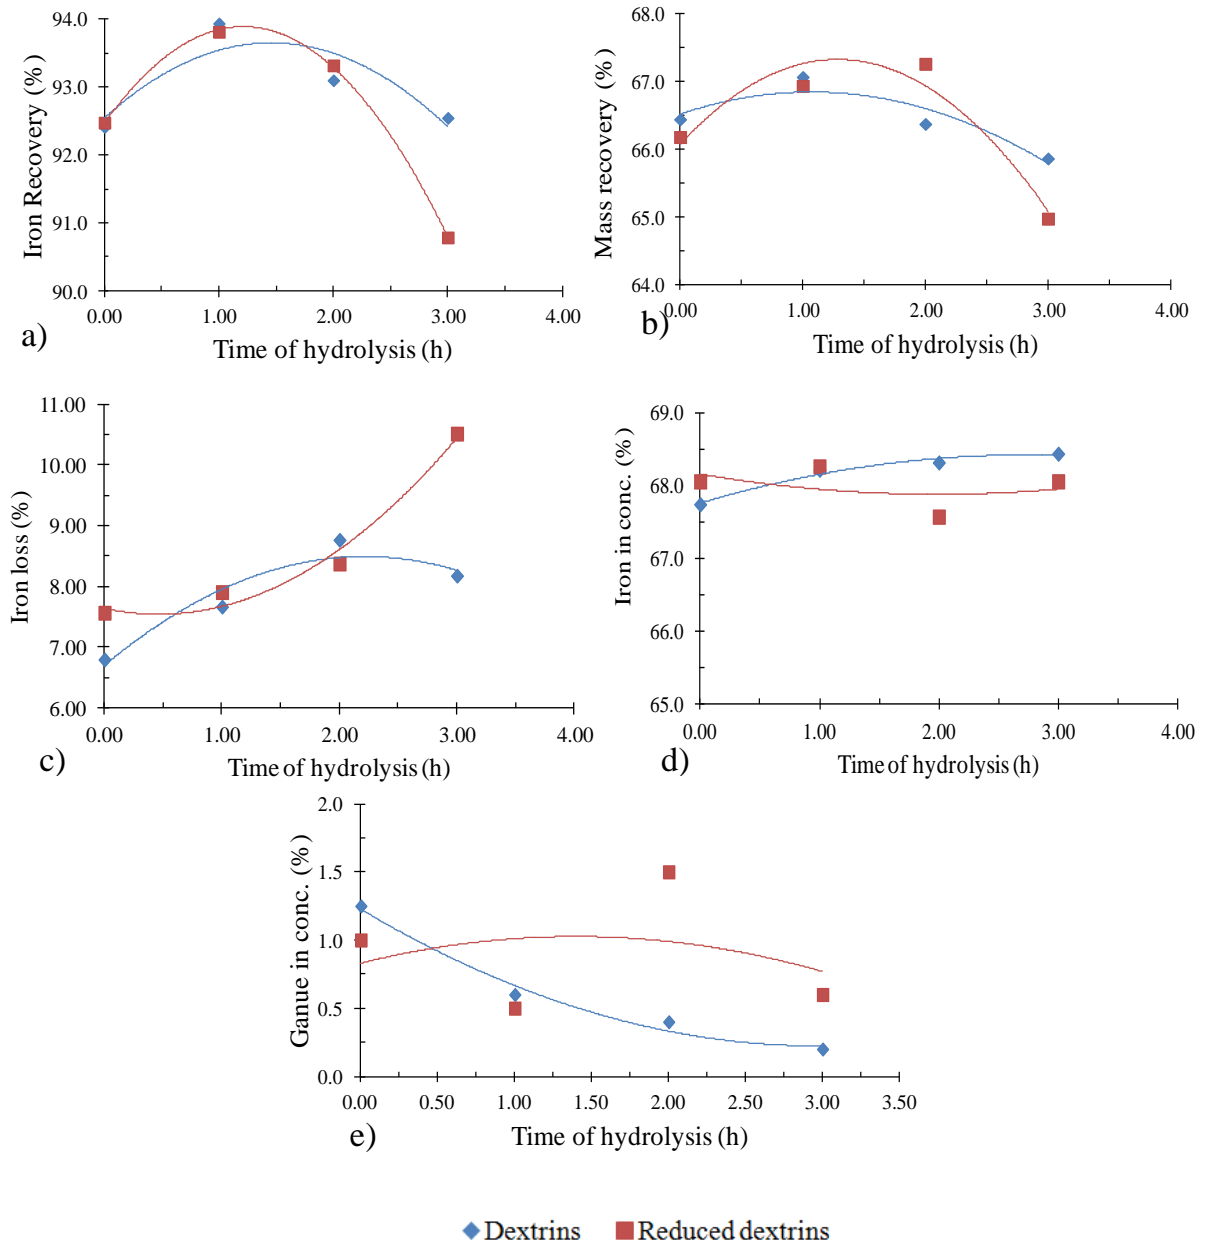 94.0
93.0
92.0
91.0
90.0
Iron Recovery (%)
0.00 1.00 2.00 3.00 4.00
a)
Time of hydrolysis (h)
68.0
67.0
66.0
65.0
64.0
Mass recovery (%)
0.00 1.00 2.00 3.00 4.00
b)
Time of hydrolysis (h)
11.00
10.00
9.00
8.00
7.00
6.00
Iron loss (%)
0.00 1.00 2.00 3.00 4.00
c)
Time of hydrolysis (h)
69.0
68.0
67.0
66.0
65.0
Iron in conc. (%)
0.00 1.00 2.00 3.00 4.00
d)
Time of hydrolysis (h)
2.0
1.5
1.0
0.5
0.0
Ganue in conc. (%)
0.00 0.50 1.00 1.50 2.00 2.50 3.00 3.50
e)
Time of hydrolysis (h)
Dextrins Reduced dextrins